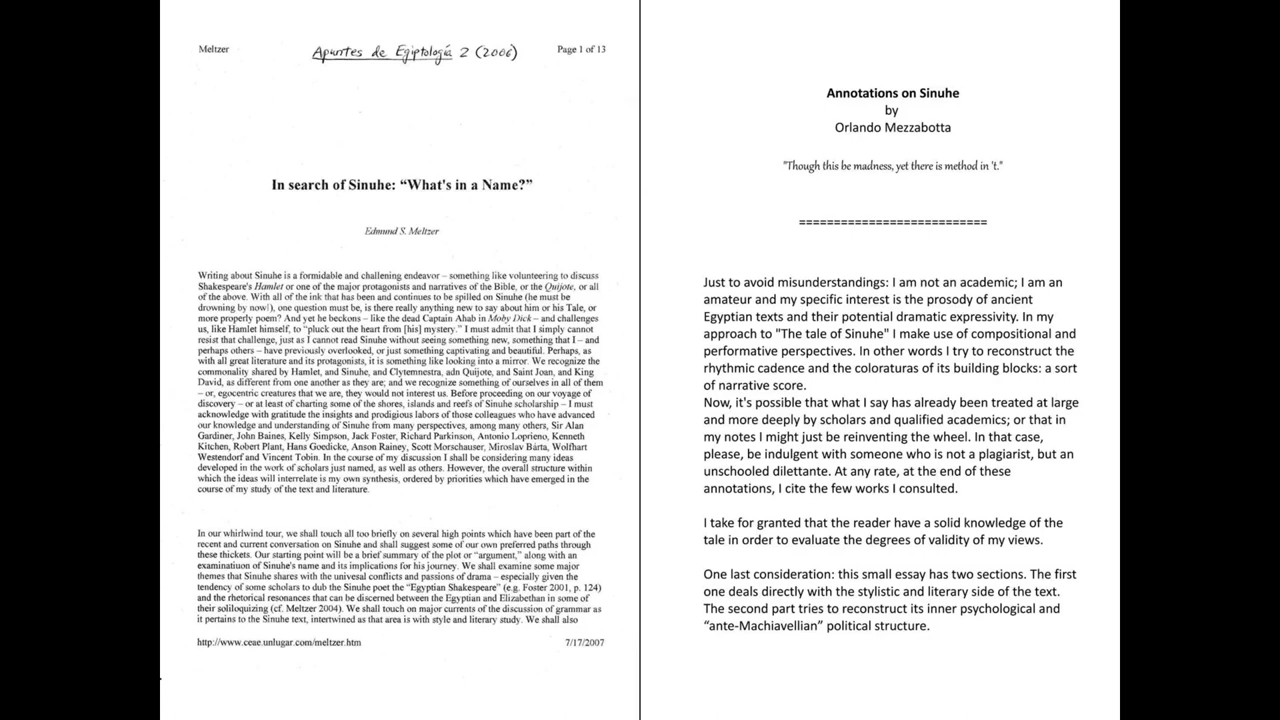 Meltzer
Apuntes de Egiptología 2 (2006)
Page 1 of 13
In search of Sinuhe: “What's in a Name?”
Edmund S. Meltzer
Writing about Sinuhe is a formidable and challening endeavor – something like volunteering to discuss
Shakespeare's Hamlet or one of the major protagonists and narratives of the Bible, or the Quijote, or all
of the above. With all of the ink that has been and continues to be spilled on Sinuhe (he must be
drowning by now!), one question must be, is there really anything new to say about him or his Tale, or
more properly poem? And yet he beckons – like the dead Captain Ahab in Moby Dick – and challenges
us, like Hamlet himself, to “pluck out the heart from [his] mystery.” I must admit that I simply cannot
resist that challenge, just as I cannot read Sinuhe without seeing something new, something that I – and
perhaps others – have previously overlooked, or just something captivating and beautiful. Perhaps, as
with all great literature and its protagonists, it is something like looking into a mirror. We recognize the
commonality shared by Hamlet, and Sinuhe, and Clytemnestra, adn Quijote, and Saint Joan, and King
David, as different from one another as they are; and we recognize something of ourselves in all of them
– or, egocentric creatures that we are, they would not interest us. Before proceeding on our voyage of
discovery – or at least of charting some of the shores, islands and reefs of Sinuhe scholarship – I must
acknowledge with gratitude the insights and prodigious labors of those colleagues who have advanced
our knowledge and understanding of Sinuhe from many perspectives, among many others, Sir Alan
Gardiner, John Baines, Kelly Simpson, Jack Foster, Richard Parkinson, Antonio Loprieno, Kenneth
Kitchen, Robert Plant, Hans Goedicke, Anson Rainey, Scott Morschauser, Miroslav Bárta, Wolfhart
Westendorf and Vincent Tobin. In the course of my discussion I shall be considering many ideas
developed in the work of scholars just named, as well as others. However, the overall structure within
which the ideas will interrelate is my own synthesis, ordered by priorities which have emerged in the
course of my study of the text and literature.
In our whirlwind tour, we shall touch all too briefly on several high points which have been part of the
recent and current conversation on Sinuhe and shall suggest some of our own preferred paths through
these thickets. Our starting point will be a brief summary of the plot or “argument,” along with an
examinatiuon of Sinuhe's name and its implications for his journey. We shall examine some major
themes that Sinuhe shares with the univesal conflicts and passions of drama – especially given the
tendency of some scholars to dub the Sinuhe poet the “Egyptian Shakespeare” (e.g. Foster 2001, p. 124)
and the rhetorical resonances that can be discerned between the Egyptian and Elizabethan in some of
their soliloquizing (cf. Meltzer 2004). We shall touch on major currents of the discussion of grammar as
it pertains to the Sinuhe text, intertwined as that area is with style and literary study. We shall also
http://www.ceae.unlugar.com/meltzer.htm
7/17/2007
Annotations on Sinuhe
by
Orlando Mezzabotta
"Though this be madness, yet there is method in 't."
===========================
Just to avoid misunderstandings: I am not an academic; I am an
amateur and my specific interest is the prosody of ancient
Egyptian texts and their potential dramatic expressivity. In my
approach to "The tale of Sinuhe" I make use of compositional and
performative perspectives. In other words I try to reconstruct the
rhythmic cadence and the coloraturas of its building blocks: a sort
of narrative score.
Now, it's possible that what I say has already been treated at large
and more deeply by scholars and qualified academics; or that in
my notes I might just be reinventing the wheel. In that case,
please, be indulgent with someone who is not a plagiarist, but an
unschooled dilettante. At any rate, at the end of these
annotations, I cite the few works I consulted.
I take for granted that the reader have a solid knowledge of the
tale in order to evaluate the degrees of validity of my views.
One last consideration: this small essay has two sections. The first
one deals directly with the stylistic and literary side of the text.
The second part tries to reconstruct its inner psychological and
“ante-Machiavellian” political structure.